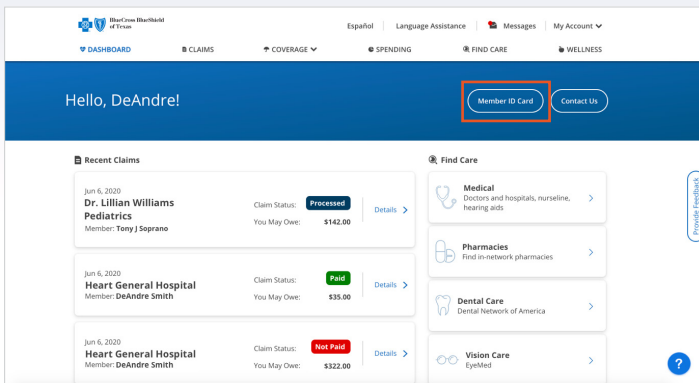 BlueCross BlueShield
of Texas
Español
Language Assistance
Messages
My Account
DASHBOARD
CLAIMS
COVERAGE
SPENDING
FIND CARE
WELLNESS
Hello, DeAndre!
Member ID Card
Contact Us
Recent Claims
Jun 6, 2020
Dr. Lillian Williams
Pediatrics
Member: Tony J Soprano
Claim Status: Processed
You May Owe: $142.00
Details
Jun 6, 2020
Heart General Hospital
Member: DeAndre Smith
Claim Status: Paid
You May Owe: $35.00
Details
Jun 6, 2020
Heart General Hospital
Member: DeAndre Smith
Claim Status: Not Paid
You May Owe: $322.00
Details
Find Care
Medical
Doctors and hospitals, nurseline,
hearing aids
Pharmacies
Find in-network pharmacies
Dental Care
Dental Network of America
Vision Care
EyeMed
Provide Feedback
?